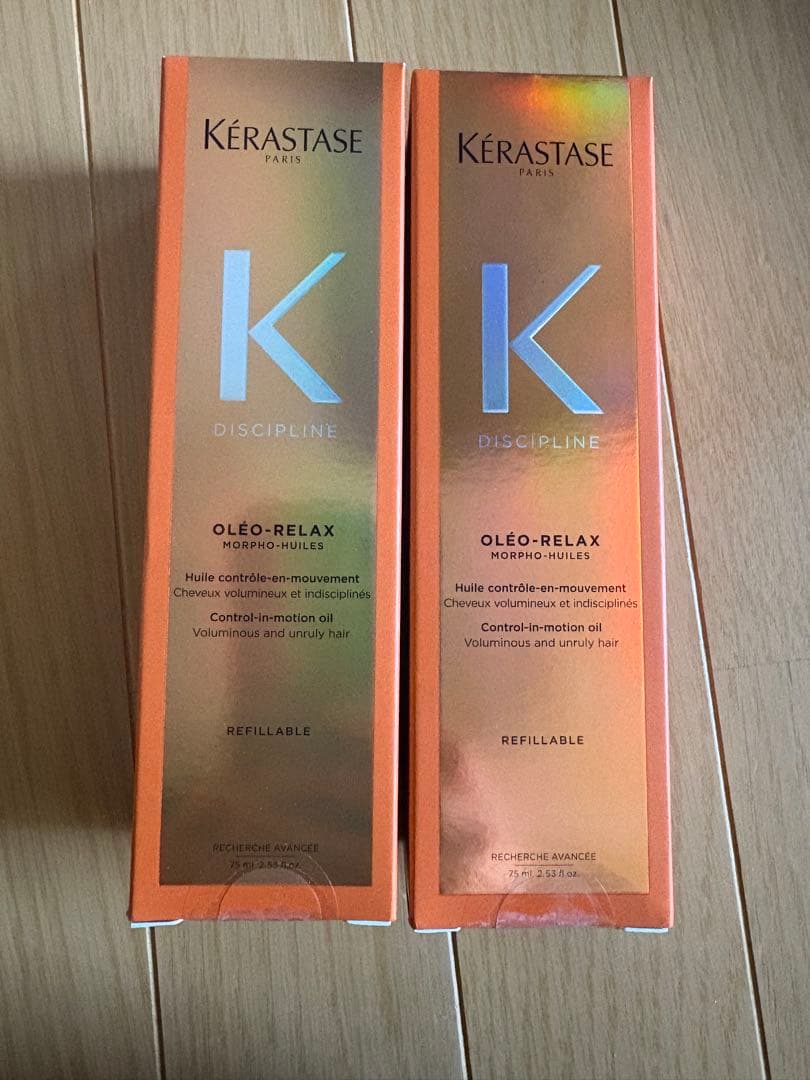 KÉRASTASE
PARIS
K
DISCIPLINE
OLÉO-RELAX
MORPHO-HUILES
Huile contrôle-en-mouvement
Cheveux volumineux et indisciplinés
Control-in-motion oil
Voluminous and unruly hair
REFILLABLE
RECHERCHE AVANCÉE
75 ml. 2.53 fl.oz.
KÉRASTASE
PARIS
K
DISCIPLINE
OLÉO-RELAX
MORPHO-HUILES
Huile contrôle-en-mouvement
Cheveux volumineux et indisciplinés
Control-in-motion oil
Voluminous and unruly hair
REFILLABLE
RECHERCHE AVANCÉE
75 ml. 2.53 fl.oz.